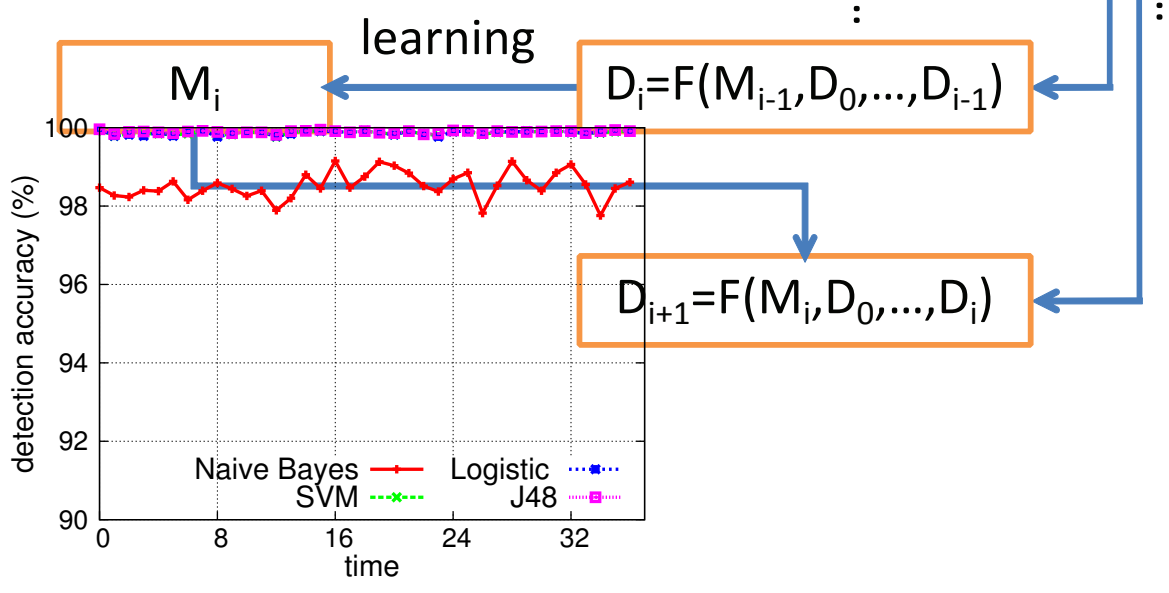 :
:
learning
Mᵢ
Dᵢ=F(Mᵢ₋₁,D₀,...,Dᵢ₋₁)
Dᵢ₊₁=F(Mᵢ,D₀,...,Dᵢ)
detection accuracy (%)
100
98
96
94
92
90
Naive Bayes
SVM
Logistic
J48
0 8 16 24 32
time